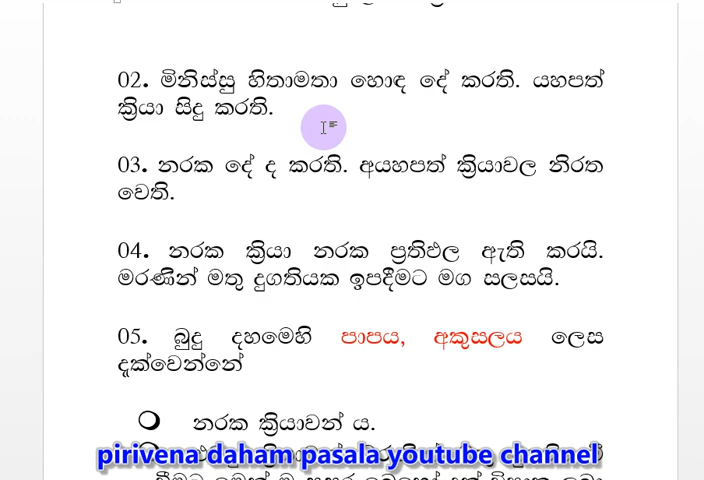 02. මිනිස්සු හිතාමතා හොඳ දේ කරති. යහපත්
ක්‍රියා සිදු කරති.
03. නරක දේ ද කරති. අයහපත් ක්‍රියාවල නිරත
වෙති.
04. නරක ක්‍රියා නරක ප්‍රතිඵල ඇති කරයි.
මරණින් මතු දුගතියක ඉපදීමට මග සලසයි.
05. බුදු දහමෙහි පාපය, අකුසලය ලෙස
දැක්වෙන්නේ
නරක ක්‍රියාවන් ය.
pirivena daham pasala youtube channel